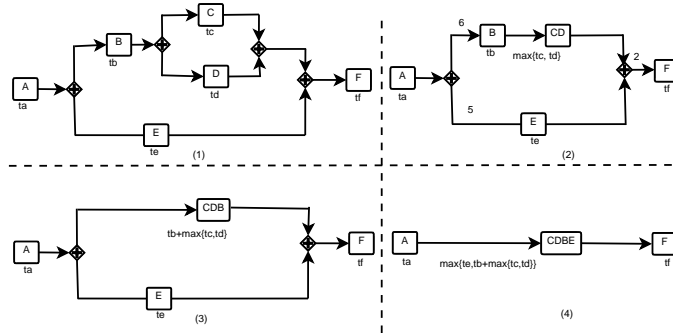 C
tc
B
tb
D
td
A
ta
F
tf
E
te
(1)
6
B
tb
CD
max{tc, td}
2
A
ta
F
tf
5
E
te
(2)
CDB
tb+max{tc,td}
A
ta
F
tf
E
te
(3)
A
ta
CDBE
max{te,tb+max{tc,td}}
F
tf
(4)